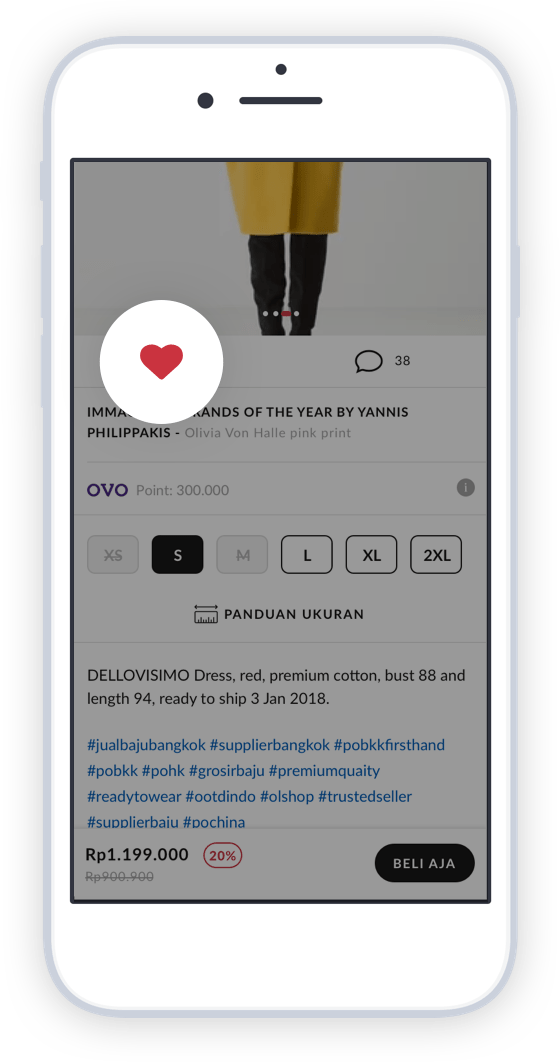 38
RANDS OF THE YEAR BY YANNIS
PHILIPPAKIS - Olivia Von Halle pink print
OVO Point: 300.000
i
XS S M L XL 2XL
PANDUAN UKURAN
DELLOVISIMO Dress, red, premium cotton, bust 88 and
length 94, ready to ship 3 Jan 2018.
#jualbajubangkok #supplierbangkok #pobkkfirsthand
#pobkk #pohk #grosirbaju #premiumquaity
#readytowear #ootdindo #olshop #trustedseller
#supplierbaju #pochina
Rp1.199.000 20%
Rp900.900
BELI AJA